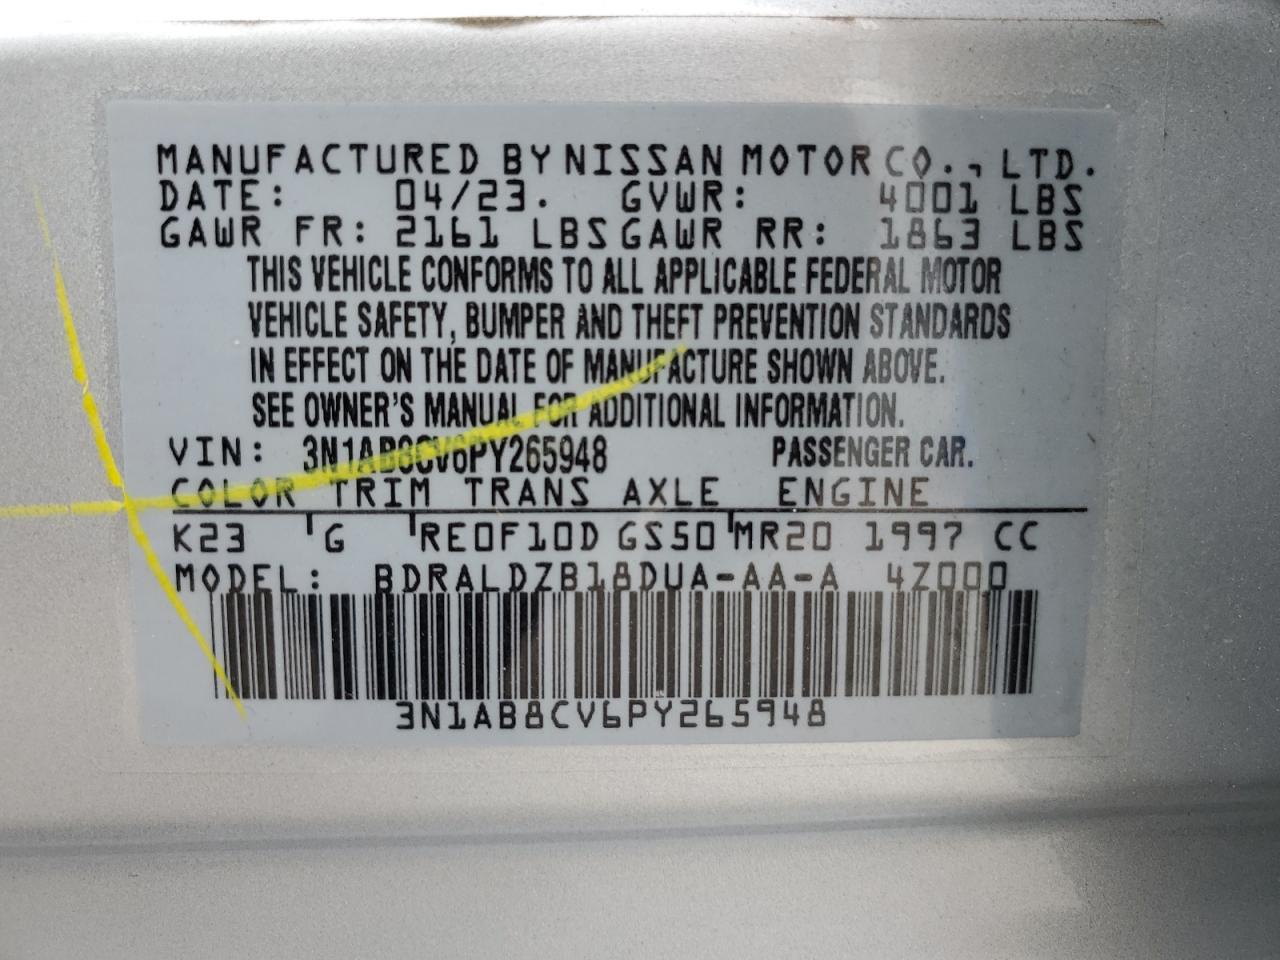 MANUFACTURED BY NISSAN MOTOR CO., LTD.
DATE: 04/23. GVWR: 4001 LBS
GAWR FR: 2161 LBS GAWR RR: 1863 LBS
THIS VEHICLE CONFORMS TO ALL APPLICABLE FEDERAL MOTOR
VEHICLE SAFETY, BUMPER AND THEFT PREVENTION STANDARDS
IN EFFECT ON THE DATE OF MANUFACTURE SHOWN ABOVE.
SEE OWNER'S MANUAL FOR ADDITIONAL INFORMATION.
VIN: 3N1AB8CV6PY265948 PASSENGER CAR.
COLOR TRIM TRANS AXLE ENGINE
K23 G RE0F10D GS50 MR20 1997 CC
MODEL: BDRALDZB18DUA-AA-A 4Z000
3N1AB8CV6PY265948